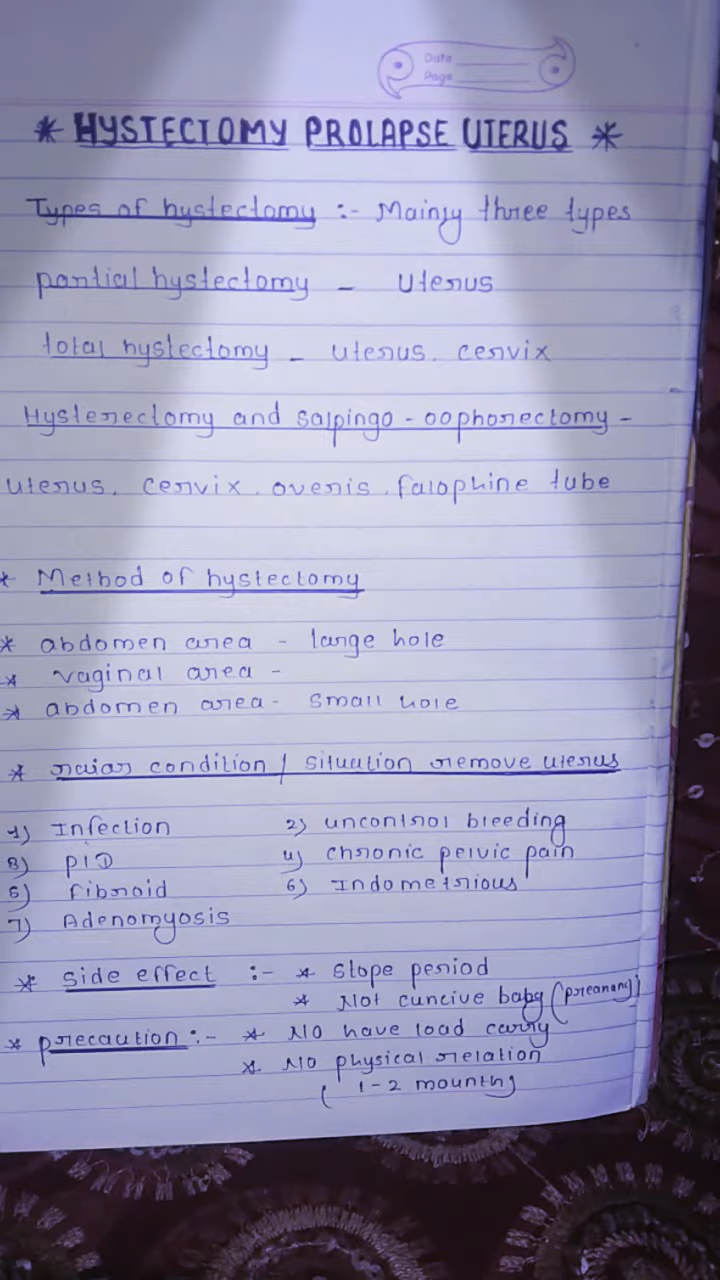 Date
Page
* HYSTECTOMY PROLAPSE UTERUS *
Types of hystectomy :- Mainly three types
partial hystectomy - Uterus
total hystectomy - uterus. cervix
Hysterectomy and salpingo - oophorectomy -
uterus. cervix. overis. falophine tube
* Method of hystectomy
* abdomen area - large hole
* vaginal area -
* abdomen area - small hole
* condition / situation remove uterus
1) Infection 2) uncontrol bleeding
3) PID 4) chronic pelvic pain
5) fibroid 6) Indometrious
7) Adenomyosis
* side effect :- * Stope period
* Not cuncive baby
* precaution :- * No have load carry
* No physical relation
( 1-2 mounth)